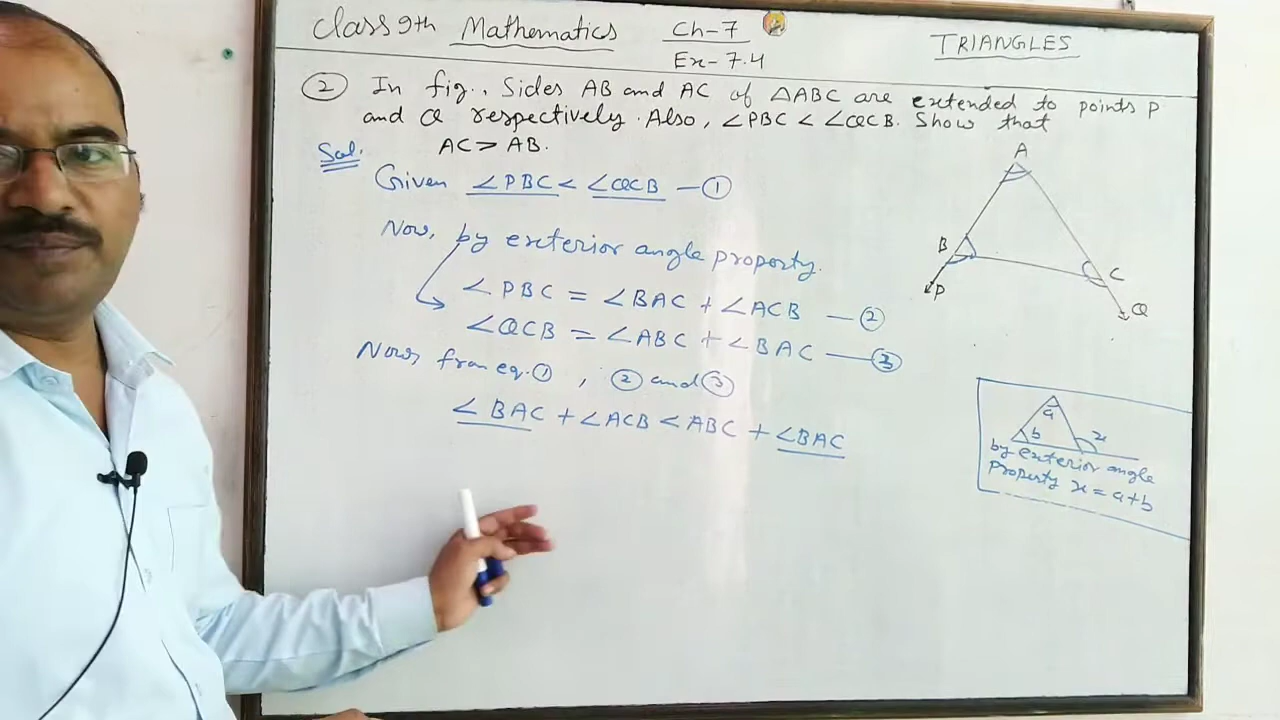 Class 9th Mathematics Ch-7 TRIANGLES
Ex-7.4
② In fig., Sides AB and AC of △ABC are extended to points P
and Q respectively. Also, ∠PBC < ∠QCB. Show that
AC > AB.
Sol.
Given ∠PBC < ∠QCB — ①
Now, by exterior angle property.
∠PBC = ∠BAC + ∠ACB — ②
∠QCB = ∠ABC + ∠BAC — ③
Now, from eq. ① , ② and ③
∠BAC + ∠ACB < ABC + ∠BAC
A
B
C
P
Q
a
b
x
by exterior angle
Property x = a+b